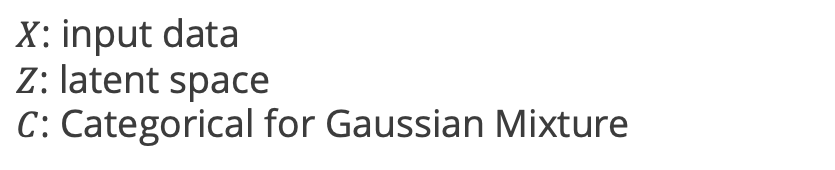 X: input data
Z: latent space
C: Categorical for Gaussian Mixture